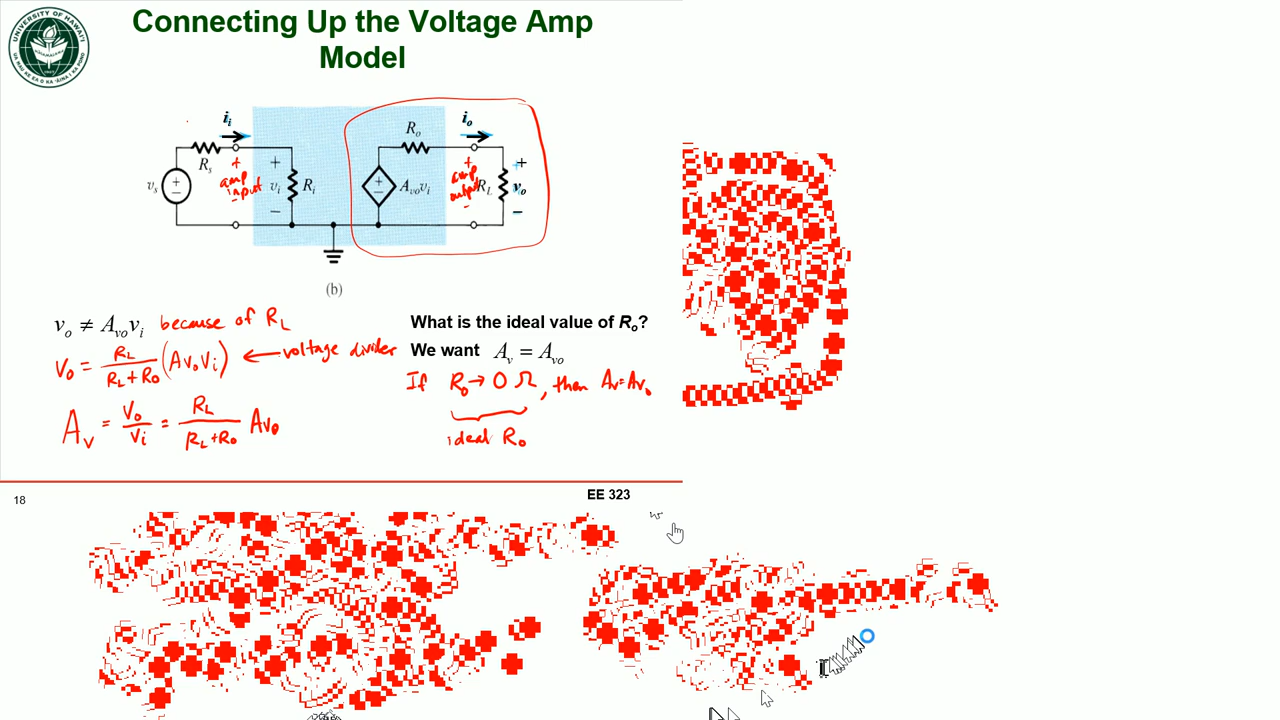 Connecting Up the Voltage Amp
Model
UNIVERSITY OF HAWAI'I
i_i
R_s
+
amp
input
-
v_s
+
-
+
v_i
-
R_i
R_o
+
-
A_vo v_i
i_o
+
amp
output
-
R_L
+
v_o
-
(b)
v_o ≠ A_vo v_i because of R_L
V_o = R_L / (R_L + R_o) (A_vo V_i) ← voltage divider
A_v = V_o / V_i = R_L / (R_L + R_o) A_vo
What is the ideal value of R_o?
We want A_v = A_vo
If R_o → 0 Ω, then A_v = A_vo
ideal R_o
18
EE 323